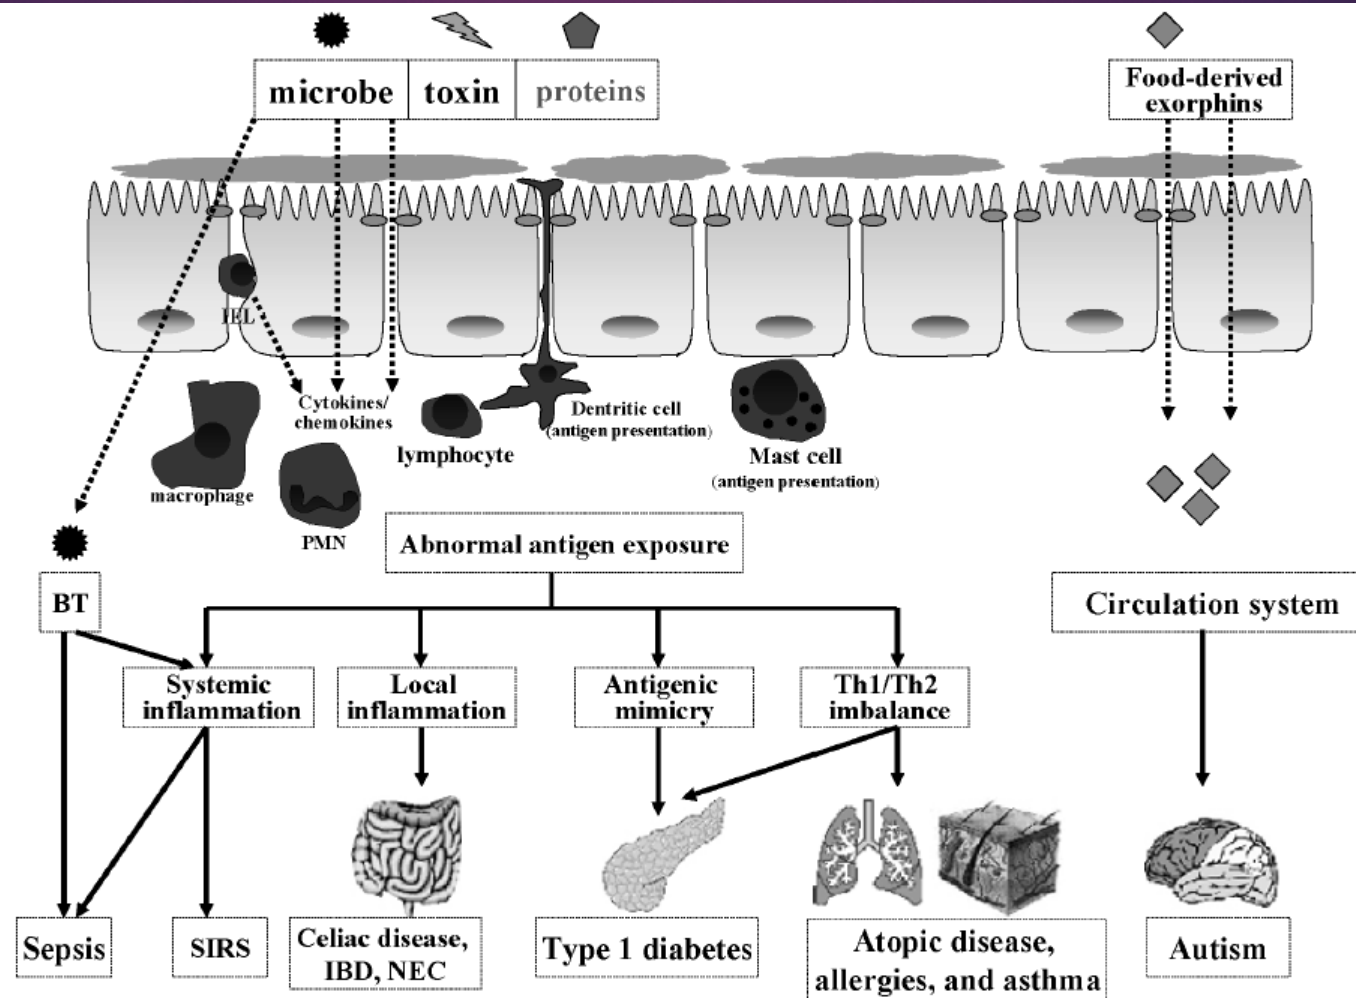 microbe
toxin
proteins
Food-derived
exorphins
IEL
Cytokines/
chemokines
macrophage
PMN
lymphocyte
Dentritic cell
(antigen presentation)
Mast cell
(antigen presentation)
Abnormal antigen exposure
BT
Circulation system
Systemic
inflammation
Local
inflammation
Antigenic
mimicry
Th1/Th2
imbalance
Sepsis
SIRS
Celiac disease,
IBD, NEC
Type 1 diabetes
Atopic disease,
allergies, and asthma
Autism